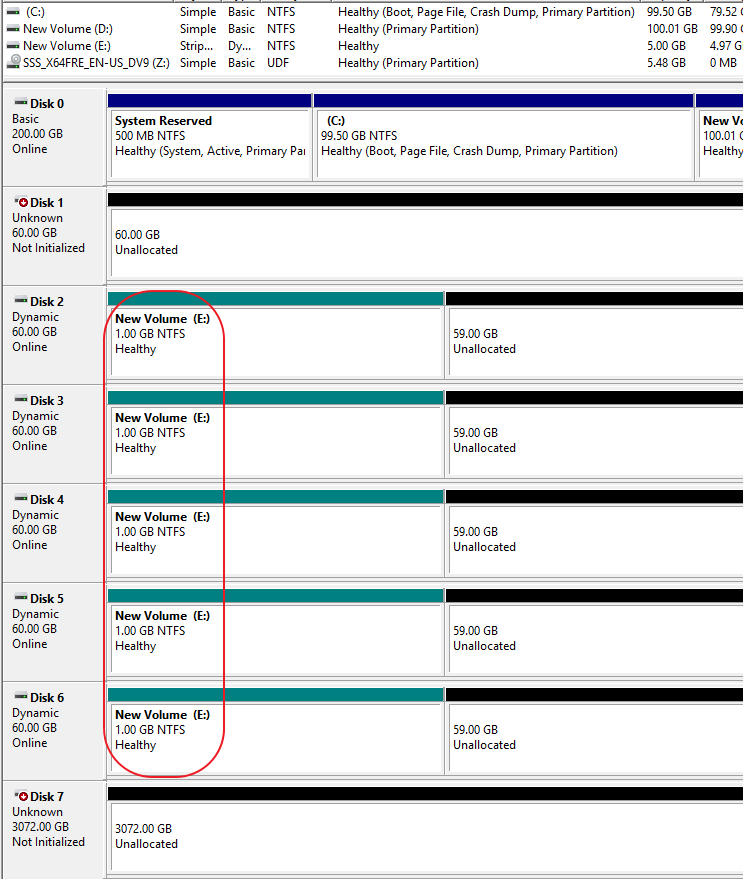 (C:) Simple Basic NTFS Healthy (Boot, Page File, Crash Dump, Primary Partition) 99.50 GB 79.52
New Volume (D:) Simple Basic NTFS Healthy (Primary Partition) 100.01 GB 99.90
New Volume (E:) Strip... Dy... NTFS Healthy 5.00 GB 4.97 G
SSS_X64FRE_EN-US_DV9 (Z:) Simple Basic UDF Healthy (Primary Partition) 5.48 GB 0 MB
Disk 0
Basic
200.00 GB
Online
System Reserved
500 MB NTFS
Healthy (System, Active, Primary Pa
(C:)
99.50 GB NTFS
Healthy (Boot, Page File, Crash Dump, Primary Partition)
New Vo
100.01
Healthy
Disk 1
Unknown
60.00 GB
Not Initialized
60.00 GB
Unallocated
Disk 2
Dynamic
60.00 GB
Online
New Volume (E:)
1.00 GB NTFS
Healthy
59.00 GB
Unallocated
Disk 3
Dynamic
60.00 GB
Online
New Volume (E:)
1.00 GB NTFS
Healthy
59.00 GB
Unallocated
Disk 4
Dynamic
60.00 GB
Online
New Volume (E:)
1.00 GB NTFS
Healthy
59.00 GB
Unallocated
Disk 5
Dynamic
60.00 GB
Online
New Volume (E:)
1.00 GB NTFS
Healthy
59.00 GB
Unallocated
Disk 6
Dynamic
60.00 GB
Online
New Volume (E:)
1.00 GB NTFS
Healthy
59.00 GB
Unallocated
Disk 7
Unknown
3072.00 GB
Not Initialized
3072.00 GB
Unallocated